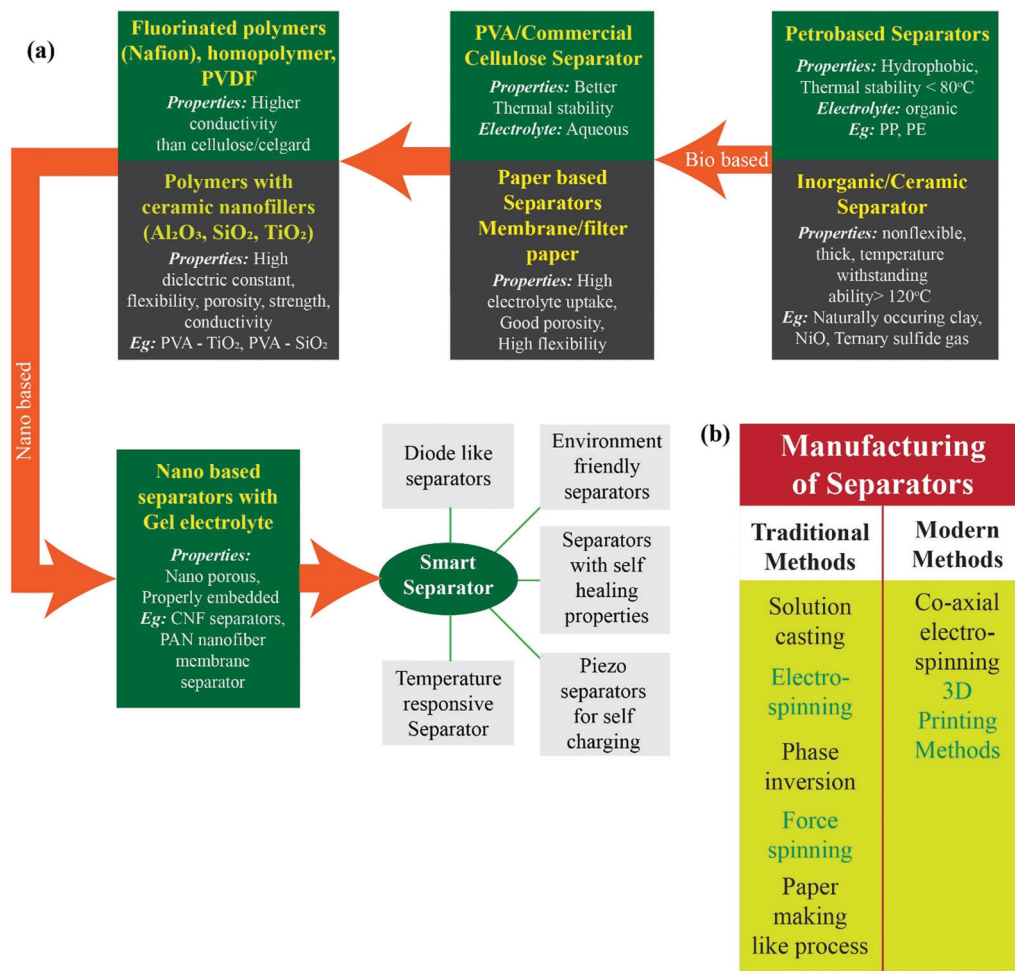 (a)
Fluorinated polymers
(Nafion), homopolymer,
PVDF
Properties: Higher
conductivity
than cellulose/celgard
Polymers with
ceramic nanofillers
(Al₂O₃, SiO₂, TiO₂)
Properties: High
dielectric constant,
flexibility, porosity, strength,
conductivity
Eg: PVA - TiO₂, PVA - SiO₂
PVA/Commercial
Cellulose Separator
Properties: Better
Thermal stability
Electrolyte: Aqueous
Paper based
Separators
Membrane/filter
paper
Properties: High
electrolyte uptake,
Good porosity,
High flexibility
Bio based
Petrobased Separators
Properties: Hydrophobic,
Thermal stability < 80°C
Electrolyte: organic
Eg: PP, PE
Inorganic/Ceramic
Separator
Properties: nonflexible,
thick, temperature
withstanding
ability> 120°C
Eg: Naturally occuring clay,
NiO, Ternary sulfide gas
Nano based
Nano based
separators with
Gel electrolyte
Properties:
Nano porous,
Properly embedded
Eg: CNF separators,
PAN nanofiber
membrane
separator
Smart
Separator
Diode like
separators
Environment
friendly
separators
Separators
with self
healing
properties
Piezo
separators
for self
charging
Temperature
responsive
Separator
(b)
Manufacturing
of Separators
Traditional
Methods
Solution
casting
Electro-
spinning
Phase
inversion
Force
spinning
Paper
making
like process
Modern
Methods
Co-axial
electro-
spinning
3D
Printing
Methods